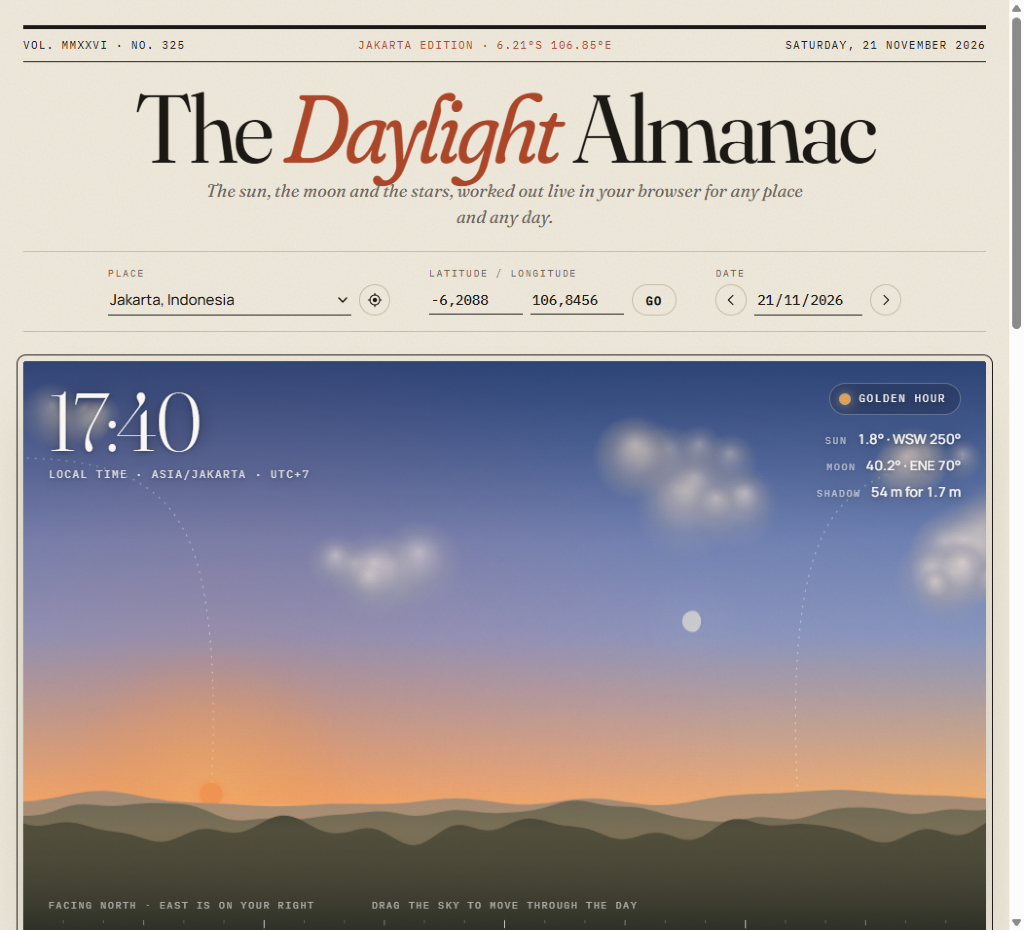 VOL. MMXXVI · NO. 325
JAKARTA EDITION · 6.21°S 106.85°E
SATURDAY, 21 NOVEMBER 2026
The Daylight Almanac
The sun, the moon and the stars, worked out live in your browser for any place
and any day.
PLACE
LATITUDE / LONGITUDE
DATE
Jakarta, Indonesia
-6,2088
106,8456
GO
21/11/2026
17:40
LOCAL TIME · ASIA/JAKARTA · UTC+7
GOLDEN HOUR
SUN 1.8° · WSW 250°
MOON 40.2° · ENE 70°
SHADOW 54 m for 1.7 m
FACING NORTH · EAST IS ON YOUR RIGHT
DRAG THE SKY TO MOVE THROUGH THE DAY